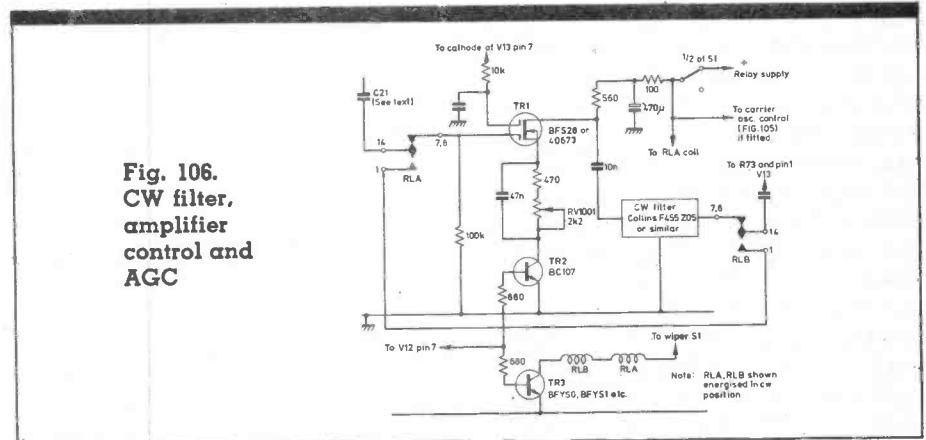 Fig. 106.
CW filter,
amplifier
control and
AGC
To cathode of V13 pin 7
10k
C21
(See text)
14
7,8
1
RLA
TR1
BFS28 or
40673
560
100
470µ
1/2 of S1
+
Relay supply
To carrier
osc. control
(FIG.105)
if fitted
To RLA coil
47n
470
10n
RV1001
2k2
100k
TR2
BC107
680
CW filter
Collins F455 Z05
or similar
To R73 and pin1
V13
7,8
14
1
RLB
To V12 pin 7
680
To wiper S1
RLB
RLA
TR3
BFY50, BFY51 etc.
Note: RLA,RLB shown
energised in cw
position